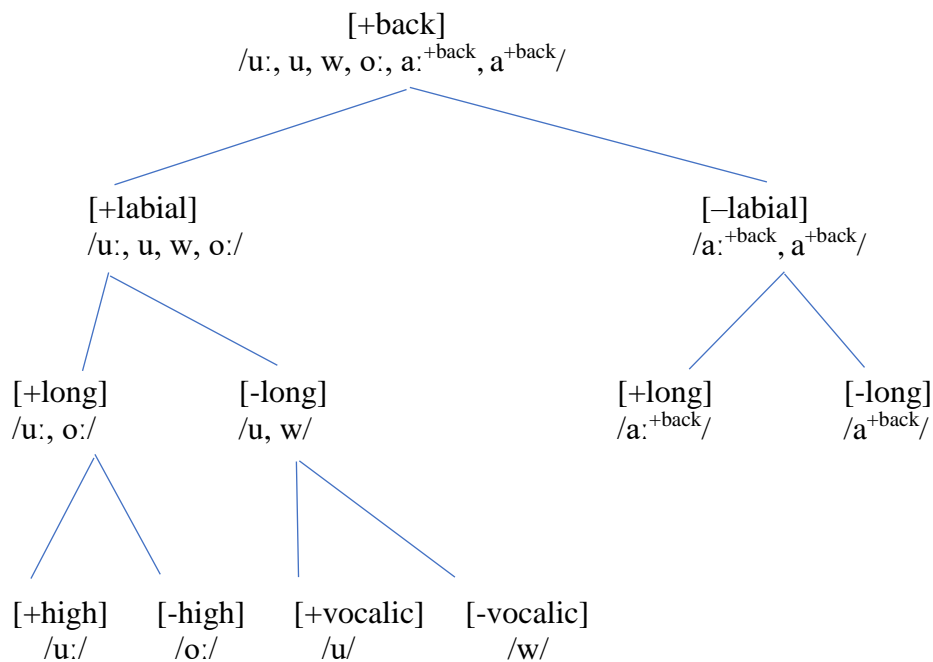 [+back]
/uː, u, w, oː, aː⁺ᵇᵃᶜᵏ, a⁺ᵇᵃᶜᵏ/
[+labial] [–labial]
/uː, u, w, oː/ /aː⁺ᵇᵃᶜᵏ, a⁺ᵇᵃᶜᵏ/
[+long] [-long] [+long] [-long]
/uː, oː/ /u, w/ /aː⁺ᵇᵃᶜᵏ/ /a⁺ᵇᵃᶜᵏ/
[+high] [-high] [+vocalic] [-vocalic]
/uː/ /oː/ /u/ /w/